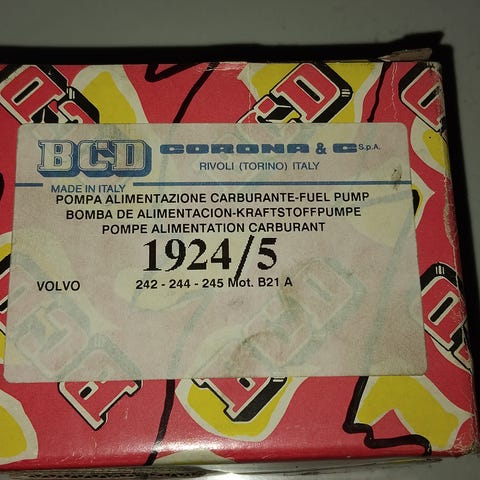 BCD CORONA & C S.p.A.
RIVOLI (TORINO) ITALY
MADE IN ITALY
POMPA ALIMENTAZIONE CARBURANTE-FUEL PUMP
BOMBA DE ALIMENTACION-KRAFTSTOFFPUMPE
POMPE ALIMENTATION CARBURANT
1924/5
VOLVO 242 - 244 - 245 Mot. B21 A